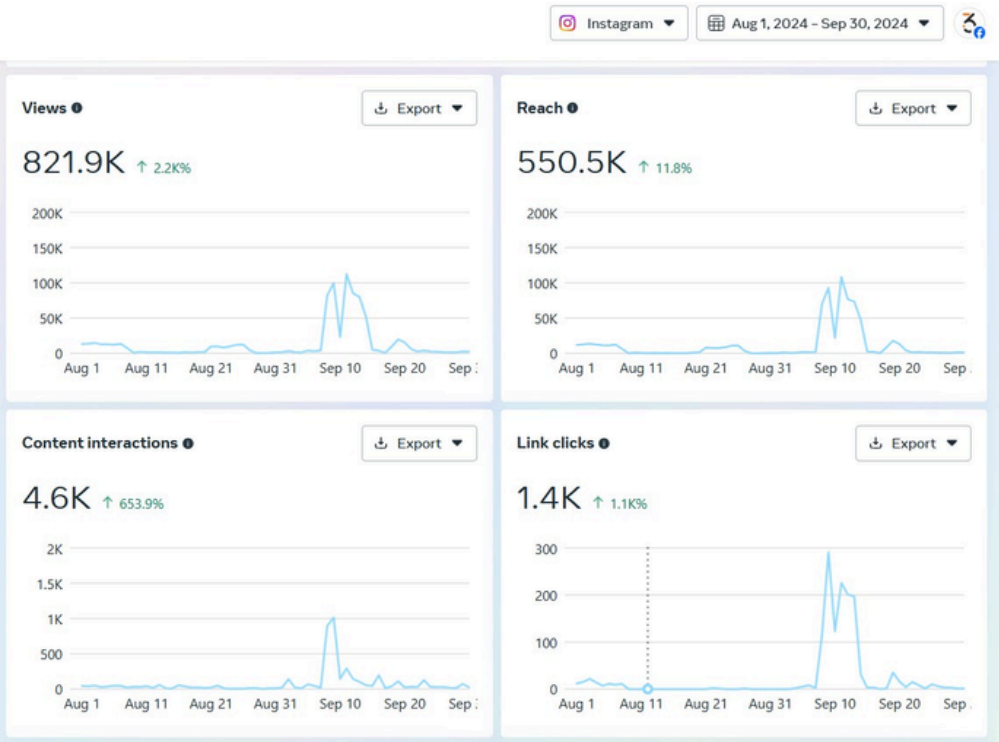 Instagram
Aug 1, 2024 - Sep 30, 2024
Views
Export
821.9K ↑ 2.2K%
200K
150K
100K
50K
0
Aug 1 Aug 11 Aug 21 Aug 31 Sep 10 Sep 20 Sep
Reach
Export
550.5K ↑ 11.8%
200K
150K
100K
50K
0
Aug 1 Aug 11 Aug 21 Aug 31 Sep 10 Sep 20 Sep
Content interactions
Export
4.6K ↑ 653.9%
2K
1.5K
1K
500
0
Aug 1 Aug 11 Aug 21 Aug 31 Sep 10 Sep 20 Sep
Link clicks
Export
1.4K ↑ 1.1K%
300
200
100
0
Aug 1 Aug 11 Aug 21 Aug 31 Sep 10 Sep 20 Sep